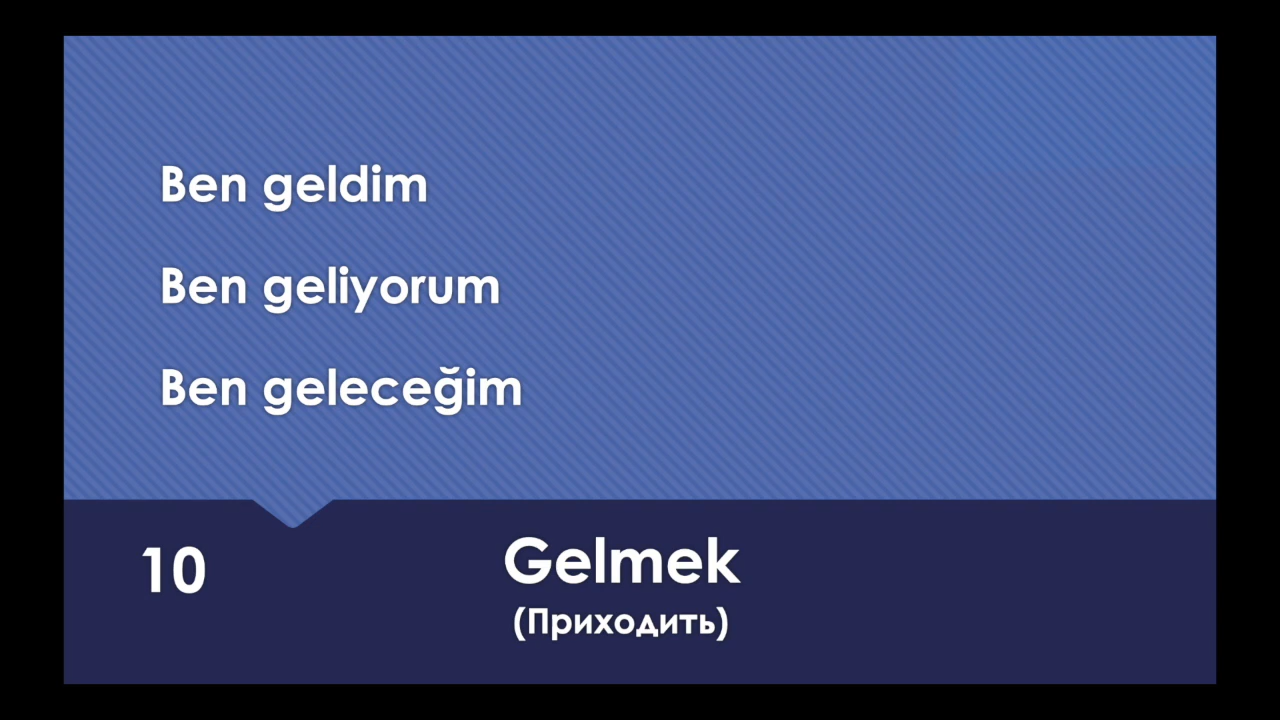 Ben geldim
Ben geliyorum
Ben geleceğim
10
Gelmek
(Приходить)